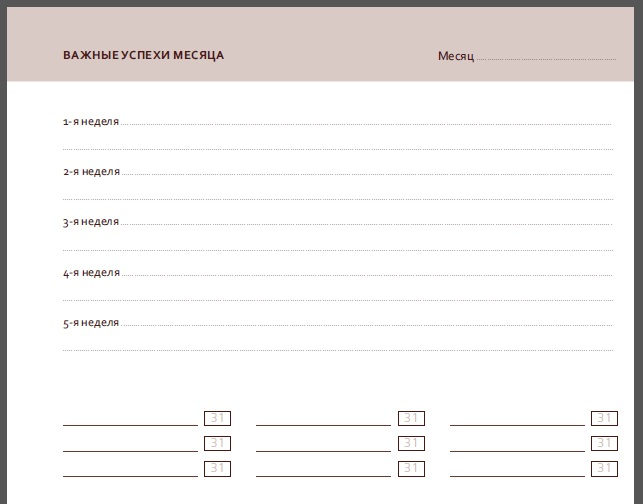 ВАЖНЫЕ УСПЕХИ МЕСЯЦА Месяц
1-я неделя
2-я неделя
3-я неделя
4-я неделя
5-я неделя
31 31 31
31 31 31
31 31 31